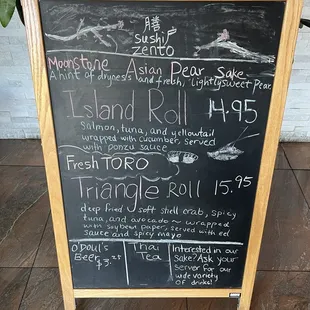 膳
sushi
zento
Moonstone Asian Pear Sake
A hint of dryness and fresh, lightly sweet Pear
Island Roll 14.95
Salmon, tuna, and yellowtail
wrapped with cucumber, served
with ponzu sauce
Fresh TORO
Triangle Roll 15.95
deep fried soft shell crab, spicy
tuna, and avocado ~ wrapped
with soybean paper, served with eel
sauce and spicy mayo
O'Doul's
Beer
Thai
Tea
Interested in our
Sake? Ask your
Server for our
wide variety
of drinks!